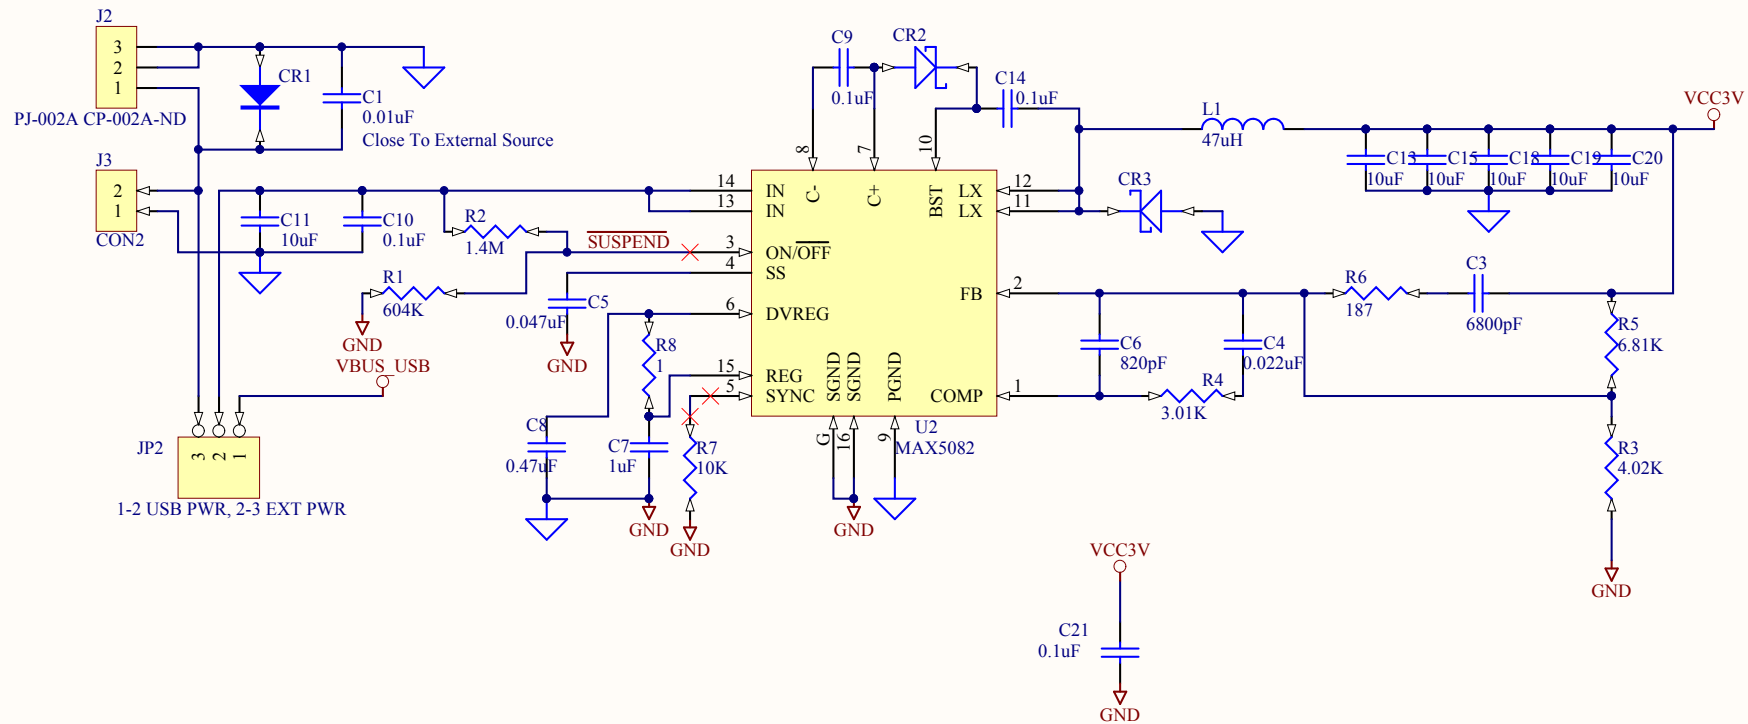 J2
3
2
1
PJ-002A CP-002A-ND
CR1
C1
0.01uF
Close To External Source
J3
2
1
CON2
C11
10uF
C10
0.1uF
R2
1.4M
SUSPEND
R1
604K
GND
VBUS_USB
C5
0.047uF
GND
R8
1
JP2
3
2
1
1-2 USB PWR, 2-3 EXT PWR
C8
0.47uF
C7
1uF
GND
R7
10K
GND
C9
0.1uF
CR2
C14
0.1uF
8
7
10
C-
C+
BST
14
IN
13
IN
3
ON/OFF
4
SS
6
DVREG
15
REG
5
SYNC
LX
12
LX
11
FB
2
COMP
1
SGND
SGND
PGND
G
16
9
U2
MAX5082
GND
CR3
L1
47uH
VCC3V
C13
10uF
C15
10uF
C18
10uF
C19
10uF
C20
10uF
R6
187
C3
6800pF
C6
820pF
C4
0.022uF
R4
3.01K
R5
6.81K
R3
4.02K
GND
VCC3V
C21
0.1uF
GND